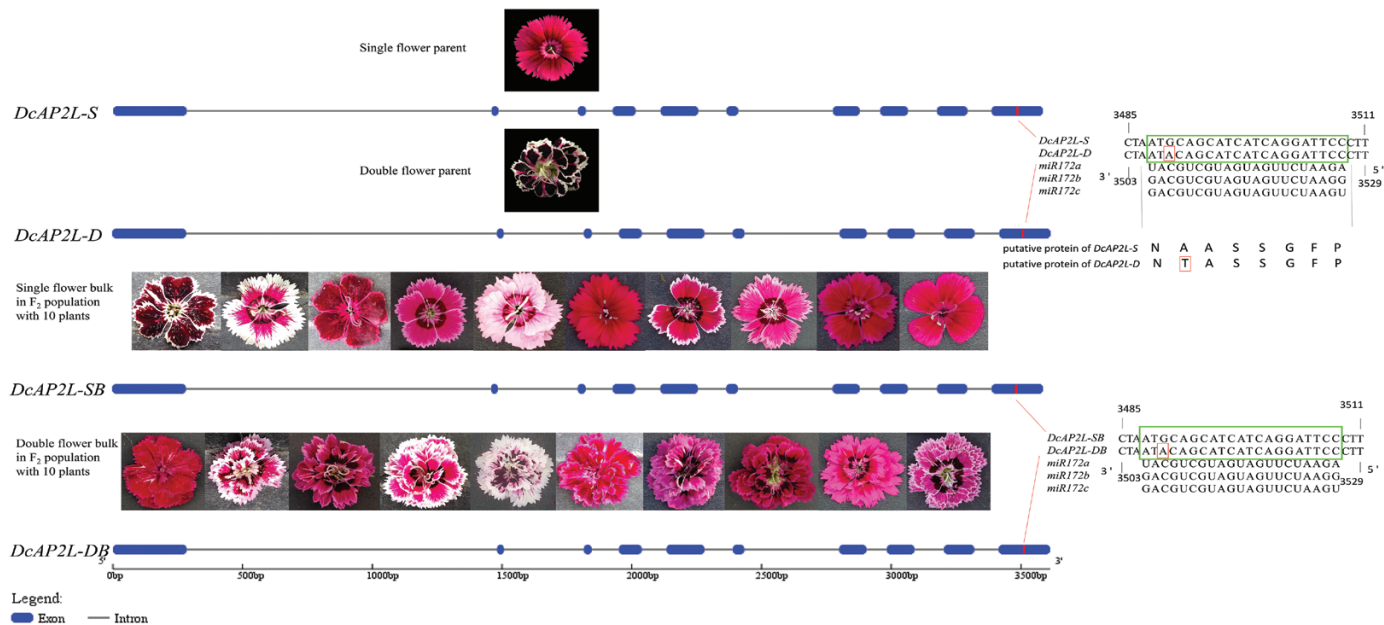 Single flower parent
DcAP2L-S
Double flower parent
DcAP2L-D
3485 3511
DcAP2L-S CTAATGCAGCATCATCAGGATTCCCTT
DcAP2L-D CTAATACAGCATCATCAGGATTCCCTT
miR172a UACGUCGUAGUAGUUCUAAGA
miR172b 3' GACGUCGUAGUAGUUCUAAGG 5'
miR172c GACGUCGUAGUAGUUCUAAGU
3503 3529
putative protein of DcAP2L-S N A A S S G F P
putative protein of DcAP2L-D N T A S S G F P
Single flower bulk
in F2 population
with 10 plants
DcAP2L-SB
Double flower bulk
in F2 population
with 10 plants
DcAP2L-DB
3485 3511
DcAP2L-SB CTAATGCAGCATCATCAGGATTCCCTT
DcAP2L-DB CTAATACAGCATCATCAGGATTCCCTT
miR172a 3' UACGUCGUAGUAGUUCUAAGA 5'
miR172b 3503 GACGUCGUAGUAGUUCUAAGG 3529
miR172c GACGUCGUAGUAGUUCUAAGU
5' 3'
0bp 500bp 1000bp 1500bp 2000bp 2500bp 3000bp 3500bp
Legend:
Exon Intron